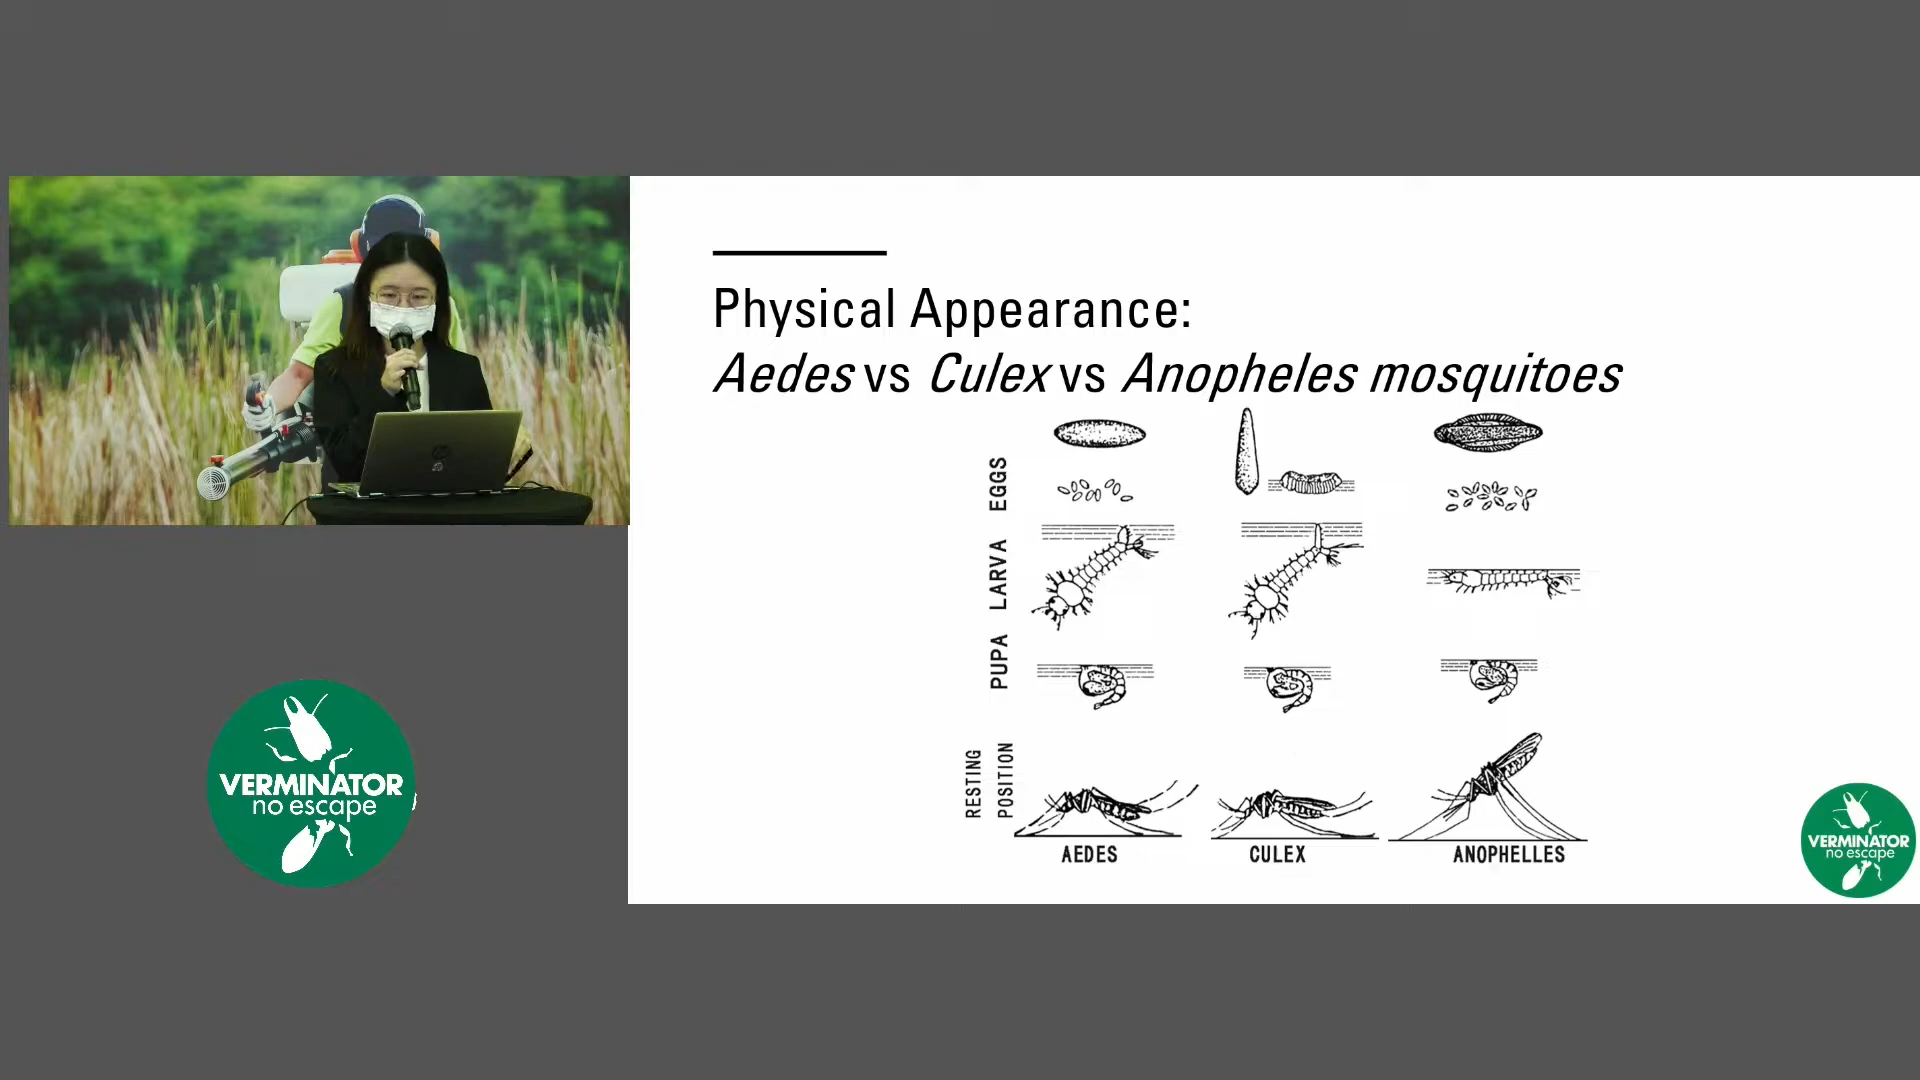 Physical Appearance:
Aedes vs Culex vs Anopheles mosquitoes
EGGS
LARVA
PUPA
RESTING
POSITION
AEDES
CULEX
ANOPHELLES
VERMINATOR
no escape
VERMINATOR
no escape